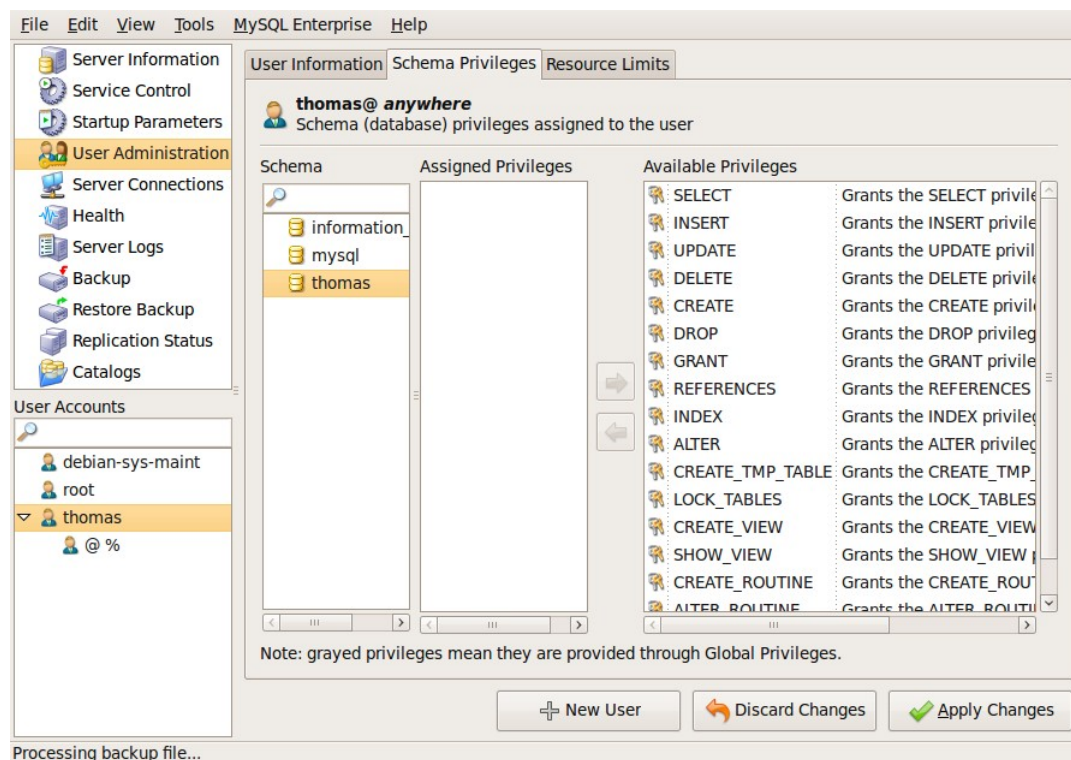 File Edit View Tools MySQL Enterprise Help
Server Information
Service Control
Startup Parameters
User Administration
Server Connections
Health
Server Logs
Backup
Restore Backup
Replication Status
Catalogs
User Accounts
debian-sys-maint
root
thomas
@ %
User Information Schema Privileges Resource Limits
thomas@ anywhere
Schema (database) privileges assigned to the user
Schema Assigned Privileges Available Privileges
information_
mysql
thomas
SELECT Grants the SELECT privile
INSERT Grants the INSERT privile
UPDATE Grants the UPDATE privil
DELETE Grants the DELETE privile
CREATE Grants the CREATE privil
DROP Grants the DROP privileg
GRANT Grants the GRANT privile
REFERENCES Grants the REFERENCES
INDEX Grants the INDEX privileg
ALTER Grants the ALTER privileg
CREATE_TMP_TABLE Grants the CREATE_TMP_
LOCK_TABLES Grants the LOCK_TABLES
CREATE_VIEW Grants the CREATE_VIEW
SHOW_VIEW Grants the SHOW_VIEW p
CREATE_ROUTINE Grants the CREATE_ROUT
ALTER_ROUTINE Grants the ALTER_ROUTI
Note: grayed privileges mean they are provided through Global Privileges.
New User Discard Changes Apply Changes
Processing backup file...